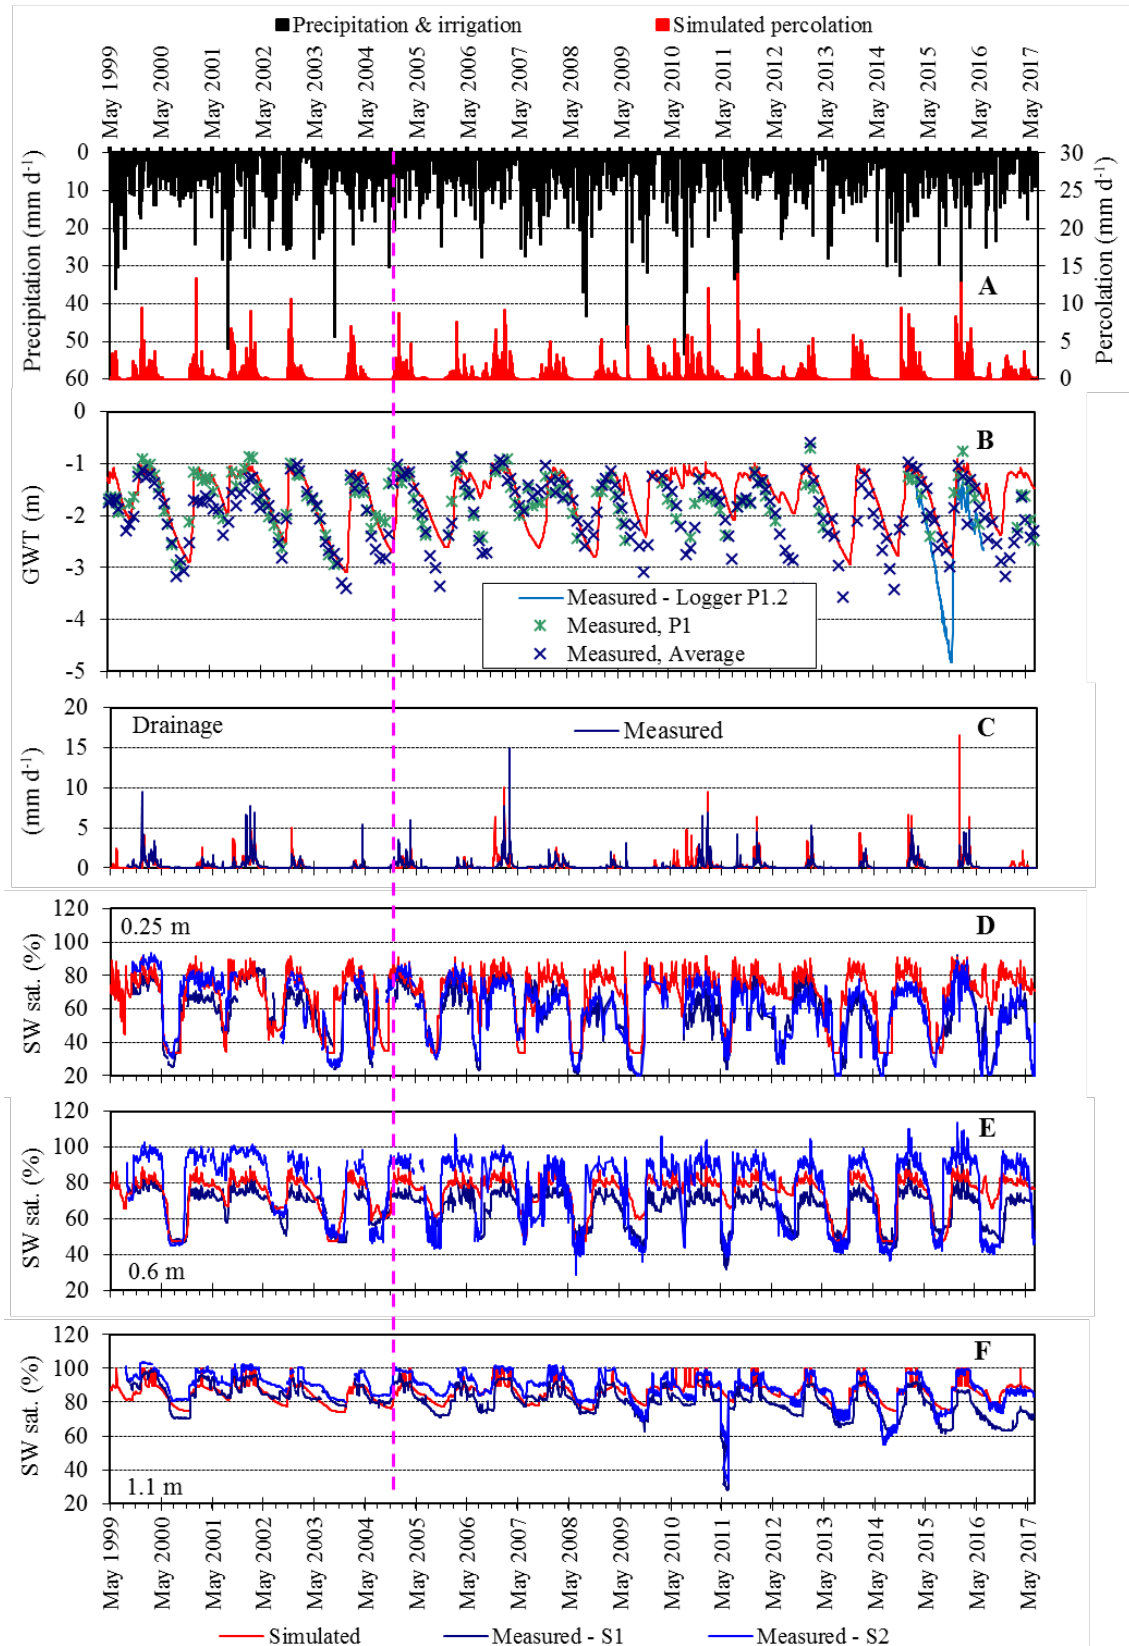 Precipitation & irrigation Simulated percolation
May 1999 May 2000 May 2001 May 2002 May 2003 May 2004 May 2005 May 2006 May 2007 May 2008 May 2009 May 2010 May 2011 May 2012 May 2013 May 2014 May 2015 May 2016 May 2017
Precipitation (mm d-1)
0
10
20
30
40
50
60
A
30
25
20
15
10
5
0
Percolation (mm d-1)
GWT (m)
0
-1
-2
-3
-4
-5
B
Measured - Logger P1.2
Measured, P1
Measured, Average
(mm d-1)
20
15
10
5
0
Drainage
Measured
C
SW sat. (%)
120
100
80
60
40
20
0.25 m
D
SW sat. (%)
120
100
80
60
40
20
0.6 m
E
SW sat. (%)
120
100
80
60
40
20
1.1 m
F
May 1999 May 2000 May 2001 May 2002 May 2003 May 2004 May 2005 May 2006 May 2007 May 2008 May 2009 May 2010 May 2011 May 2012 May 2013 May 2014 May 2015 May 2016 May 2017
Simulated Measured - S1 Measured - S2